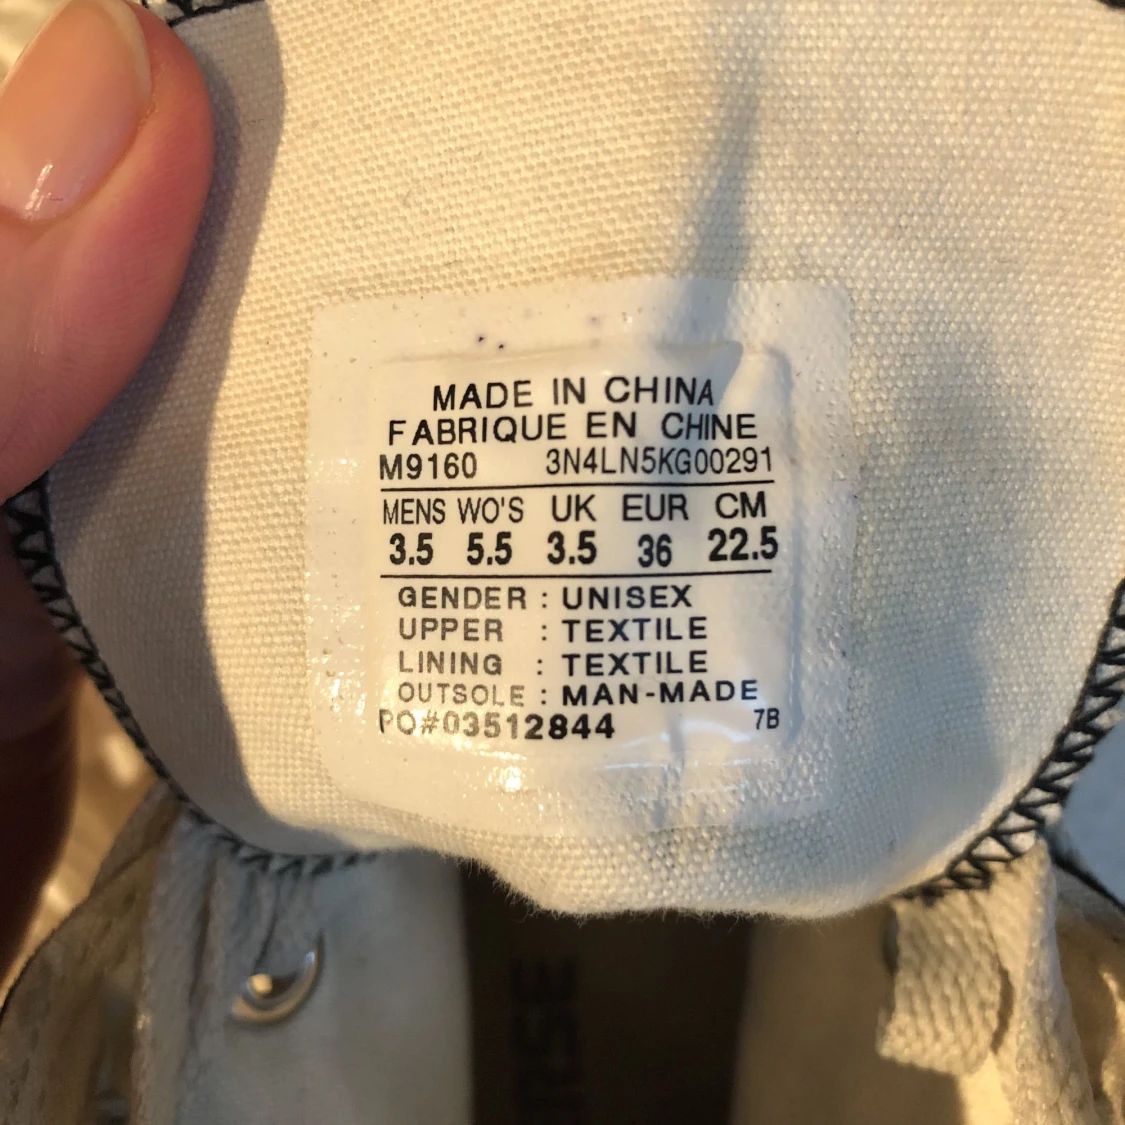 MADE IN CHINA
FABRIQUE EN CHINE
M9160 3N4LN5KG00291
MENS WO'S UK EUR CM
3.5 5.5 3.5 36 22.5
GENDER : UNISEX
UPPER : TEXTILE
LINING : TEXTILE
OUTSOLE : MAN-MADE
PO#03512844 7B